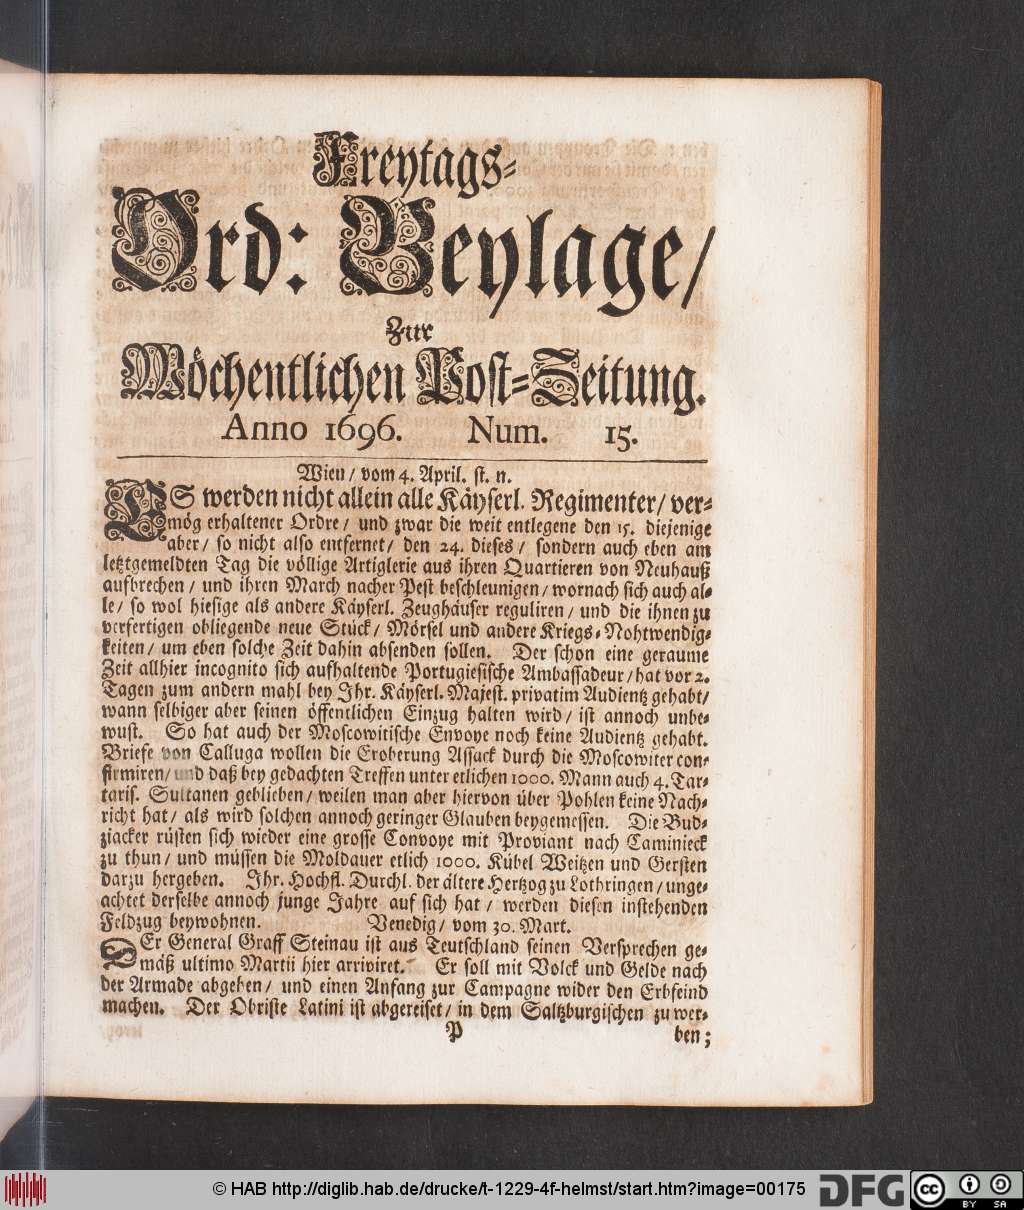 Freytags-
Ord: Beylage/
Zur
Wöchentlichen Post-Zeitung.
Anno 1696. Num. 15.
Wien/ vom 4. April. st. n.
ES werden nicht allein alle Käyserl. Regimenter/ ver-
mög erhaltener Ordre/ und zwar die weit entlegene den 15. diejenige
aber/ so nicht also entfernet/ den 24. dieses/ sondern auch eben am
letztgemeldten Tag die völlige Artiglerie aus ihren Quartieren von Neuhauß
aufbrechen/ und ihren March nacher Pest beschleunigen/ wornach sich auch al-
le/ so wol hiesige als andere Käyserl. Zeughäuser reguliren/ und die ihnen zu
verfertigen obliegende neue Stück/ Mörsel und andere Kriegs-Nohtwendig-
keiten/ um eben solche Zeit dahin absenden sollen. Der schon eine geraume
Zeit allhier incognito sich aufhaltende Portugiesische Ambassadeur/ hat vor 2.
Tagen zum andern mahl bey Ihr. Käyserl. Majest. privatim Audientz gehabt/
wann selbiger aber seinen öffentlichen Einzug halten wird/ ist annoch unbe-
wust. So hat auch der Moscowitische Envoye noch keine Audientz gehabt.
Briefe von Calluga wollen die Eroberung Assack durch die Moscowiter con-
firmiren/ und daß bey gedachten Treffen unter etlichen 1000. Mann auch 4. Tar-
taris. Sultanen geblieben/ weilen man aber hiervon über Pohlen keine Nach-
richt hat/ als wird solchen annoch geringer Glauben beygemessen. Die Bud-
ziacker rüsten sich wieder eine grosse Convoye mit Proviant nach Caminieck
zu thun/ und müssen die Moldauer etlich 1000. Kübel Weitzen und Gersten
darzu hergeben. Ihr. Hochfl. Durchl. der ältere Hertzog zu Lothringen/ unge-
achtet derselbe annoch junge Jahre auf sich hat/ werden diesen instehenden
Feldzug beywohnen. Venedig/ vom 30. Mart.
DEr General Graff Steinau ist aus Teutschland seinen Versprechen ge-
mäß ultimo Martii hier arriviret. Er soll mit Volck und Gelde nach
der Armade abgehen/ und einen Anfang zur Campagne wider den Erbfeind
machen. Der Obriste Latini ist abgereiset/ in dem Saltzburgischen zu wer-
P ben;
© HAB http://diglib.hab.de/drucke/t-1229-4f-helmst/start.htm?image=00175
DFG
cc
BY SA